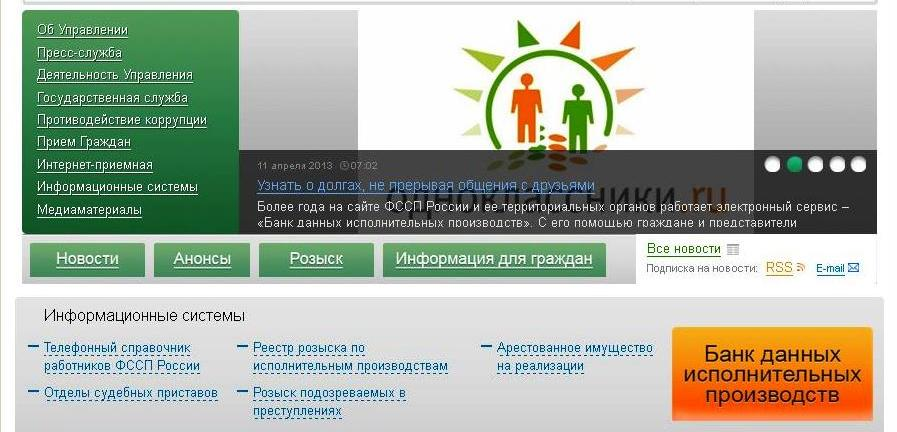 Об Управлении
Пресс-служба
Деятельность Управления
Государственная служба
Противодействие коррупции
Прием Граждан
Интернет-приемная
Информационные системы
Медиаматериалы
11 апреля 2013 07:02
одноклассники.ru
Узнать о долгах, не прерывая общения с друзьями
Более года на сайте ФССП России и ее территориальных органов работает электронный сервис –
«Банк данных исполнительных производств». С его помощью граждане и представители
Новости
Анонсы
Розыск
Информация для граждан
Все новости
Подписка на новости: RSS E-mail
Информационные системы
Телефонный справочник
работников ФССП России
Отделы судебных приставов
Реестр розыска по
исполнительным производствам
Розыск подозреваемых в
преступлениях
Арестованное имущество
на реализации
Банк данных
исполнительных
производств